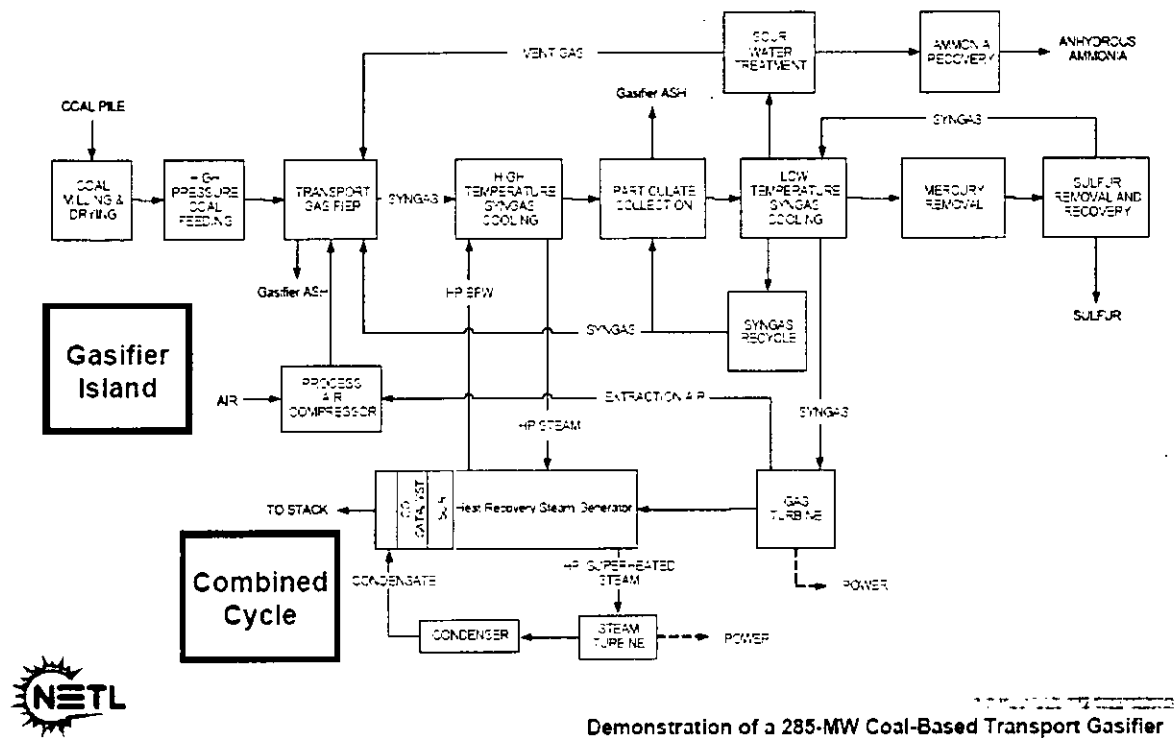 SOUR
WATER
TREATMENT
AMMONIA
RECOVERY
ANHYDROUS
AMMONIA
VENT GAS
COAL PILE
Gasifier ASH
SYNGAS
COAL
MILLING &
DRYING
HIGH
PRESSURE
COAL
FEEDING
TRANSPORT
GASIFIER
SYNGAS
HIGH
TEMPERATURE
SYNGAS
COOLING
PARTICULATE
COLLECTION
LOW
TEMPERATURE
SYNGAS
COOLING
MERCURY
REMOVAL
SULFUR
REMOVAL AND
RECOVERY
Gasifier ASH
HP BFW
SYNGAS
SYNGAS
RECYCLE
SULFUR
Gasifier
Island
AIR
PROCESS
AIR
COMPRESSOR
EXTRACTION AIR
SYNGAS
HP STEAM
TO STACK
CO
CATALYST
SCR
Heat Recovery Steam Generator
GAS
TURBINE
Combined
Cycle
CONDENSATE
HP SUPERHEATED
STEAM
POWER
CONDENSER
STEAM
TURBINE
POWER
NETL
Demonstration of a 285-MW Coal-Based Transport Gasifier